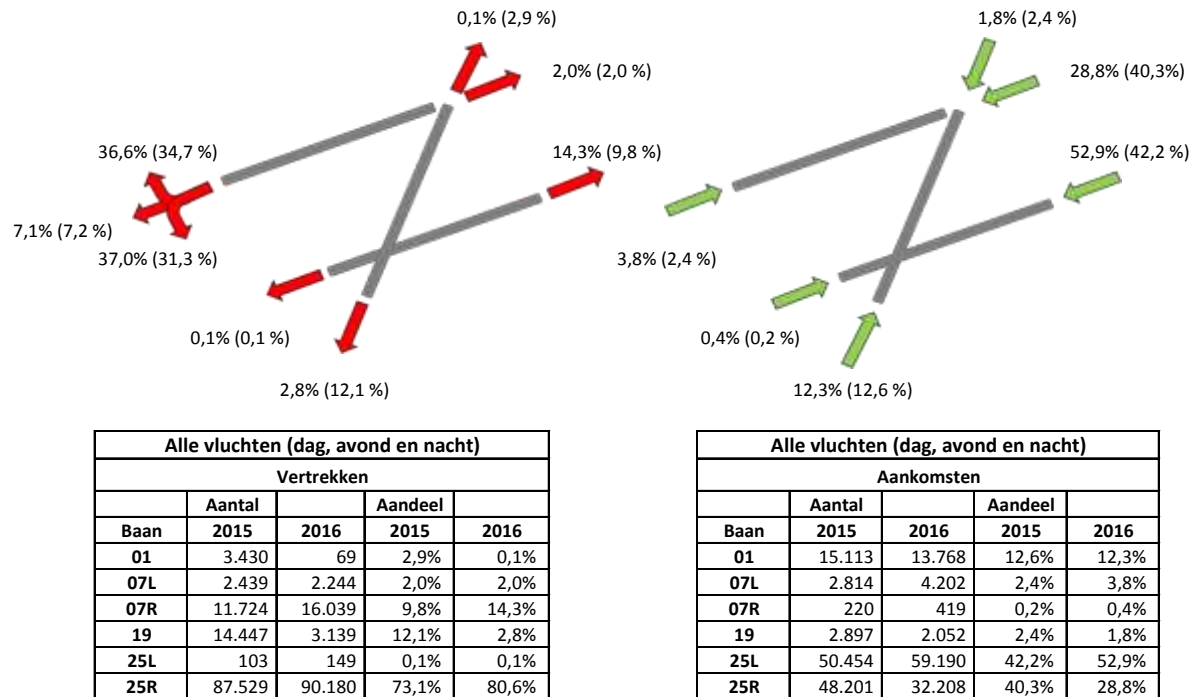 0,1% (2,9 %)
2,0% (2,0 %)
36,6% (34,7 %)
14,3% (9,8 %)
7,1% (7,2 %)
37,0% (31,3 %)
0,1% (0,1 %)
2,8% (12,1 %)
1,8% (2,4 %)
28,8% (40,3%)
52,9% (42,2 %)
3,8% (2,4 %)
0,4% (0,2 %)
12,3% (12,6 %)
Alle vluchten (dag, avond en nacht)
Vertrekken
Aantal Aandeel
Baan 2015 2016 2015 2016
01 3.430 69 2,9% 0,1%
07L 2.439 2.244 2,0% 2,0%
07R 11.724 16.039 9,8% 14,3%
19 14.447 3.139 12,1% 2,8%
25L 103 149 0,1% 0,1%
25R 87.529 90.180 73,1% 80,6%
Alle vluchten (dag, avond en nacht)
Aankomsten
Aantal Aandeel
Baan 2015 2016 2015 2016
01 15.113 13.768 12,6% 12,3%
07L 2.814 4.202 2,4% 3,8%
07R 220 419 0,2% 0,4%
19 2.897 2.052 2,4% 1,8%
25L 50.454 59.190 42,2% 52,9%
25R 48.201 32.208 40,3% 28,8%